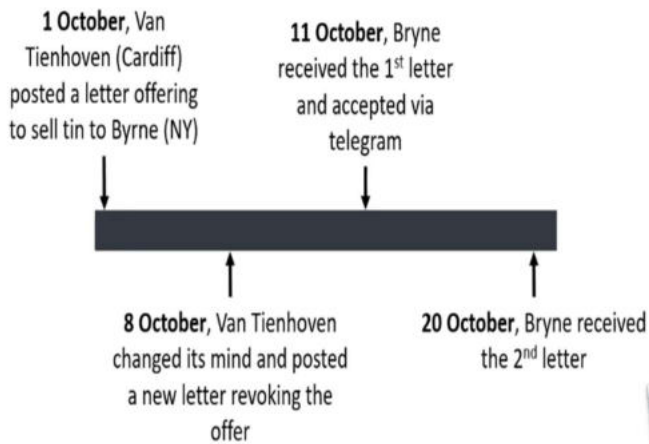 1 October, Van
Tienhoven (Cardiff)
posted a letter offering
to sell tin to Byrne (NY)
11 October, Bryne
received the 1st letter
and accepted via
telegram
8 October, Van Tienhoven
changed its mind and posted
a new letter revoking the
offer
20 October, Bryne received
the 2nd letter